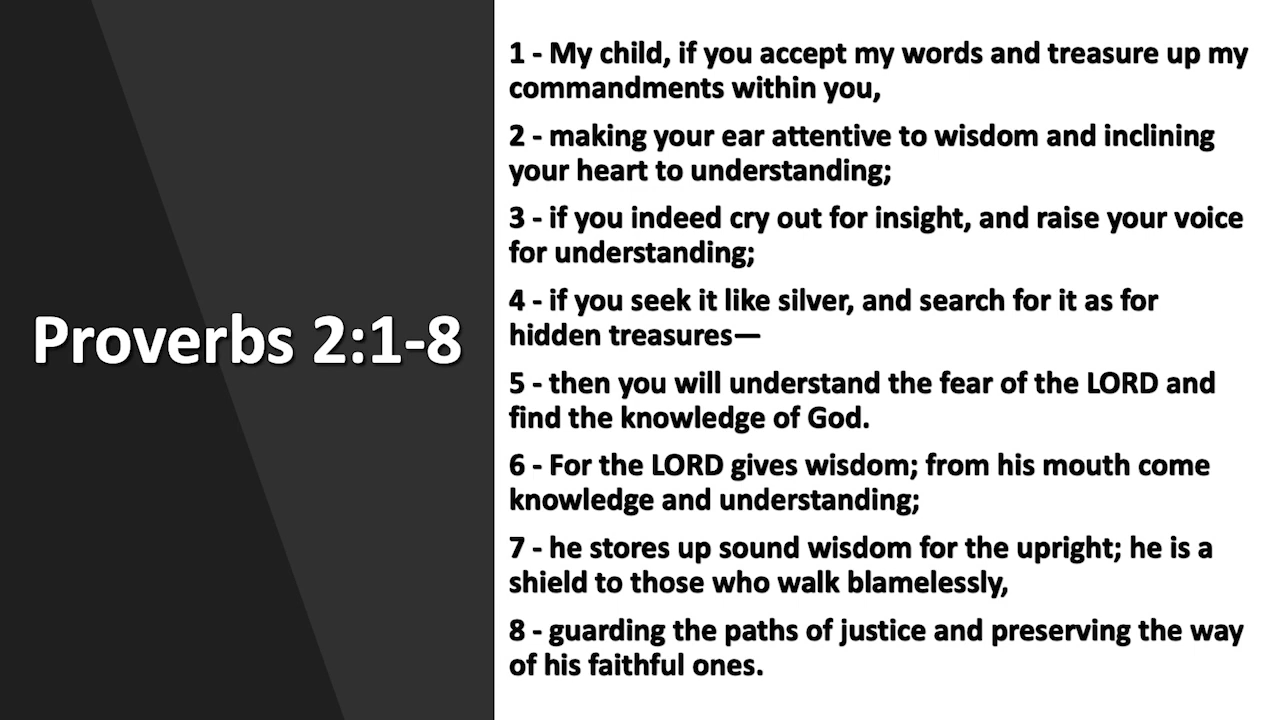 Proverbs 2:1-8
1 - My child, if you accept my words and treasure up my
commandments within you,
2 - making your ear attentive to wisdom and inclining
your heart to understanding;
3 - if you indeed cry out for insight, and raise your voice
for understanding;
4 - if you seek it like silver, and search for it as for
hidden treasures—
5 - then you will understand the fear of the LORD and
find the knowledge of God.
6 - For the LORD gives wisdom; from his mouth come
knowledge and understanding;
7 - he stores up sound wisdom for the upright; he is a
shield to those who walk blamelessly,
8 - guarding the paths of justice and preserving the way
of his faithful ones.